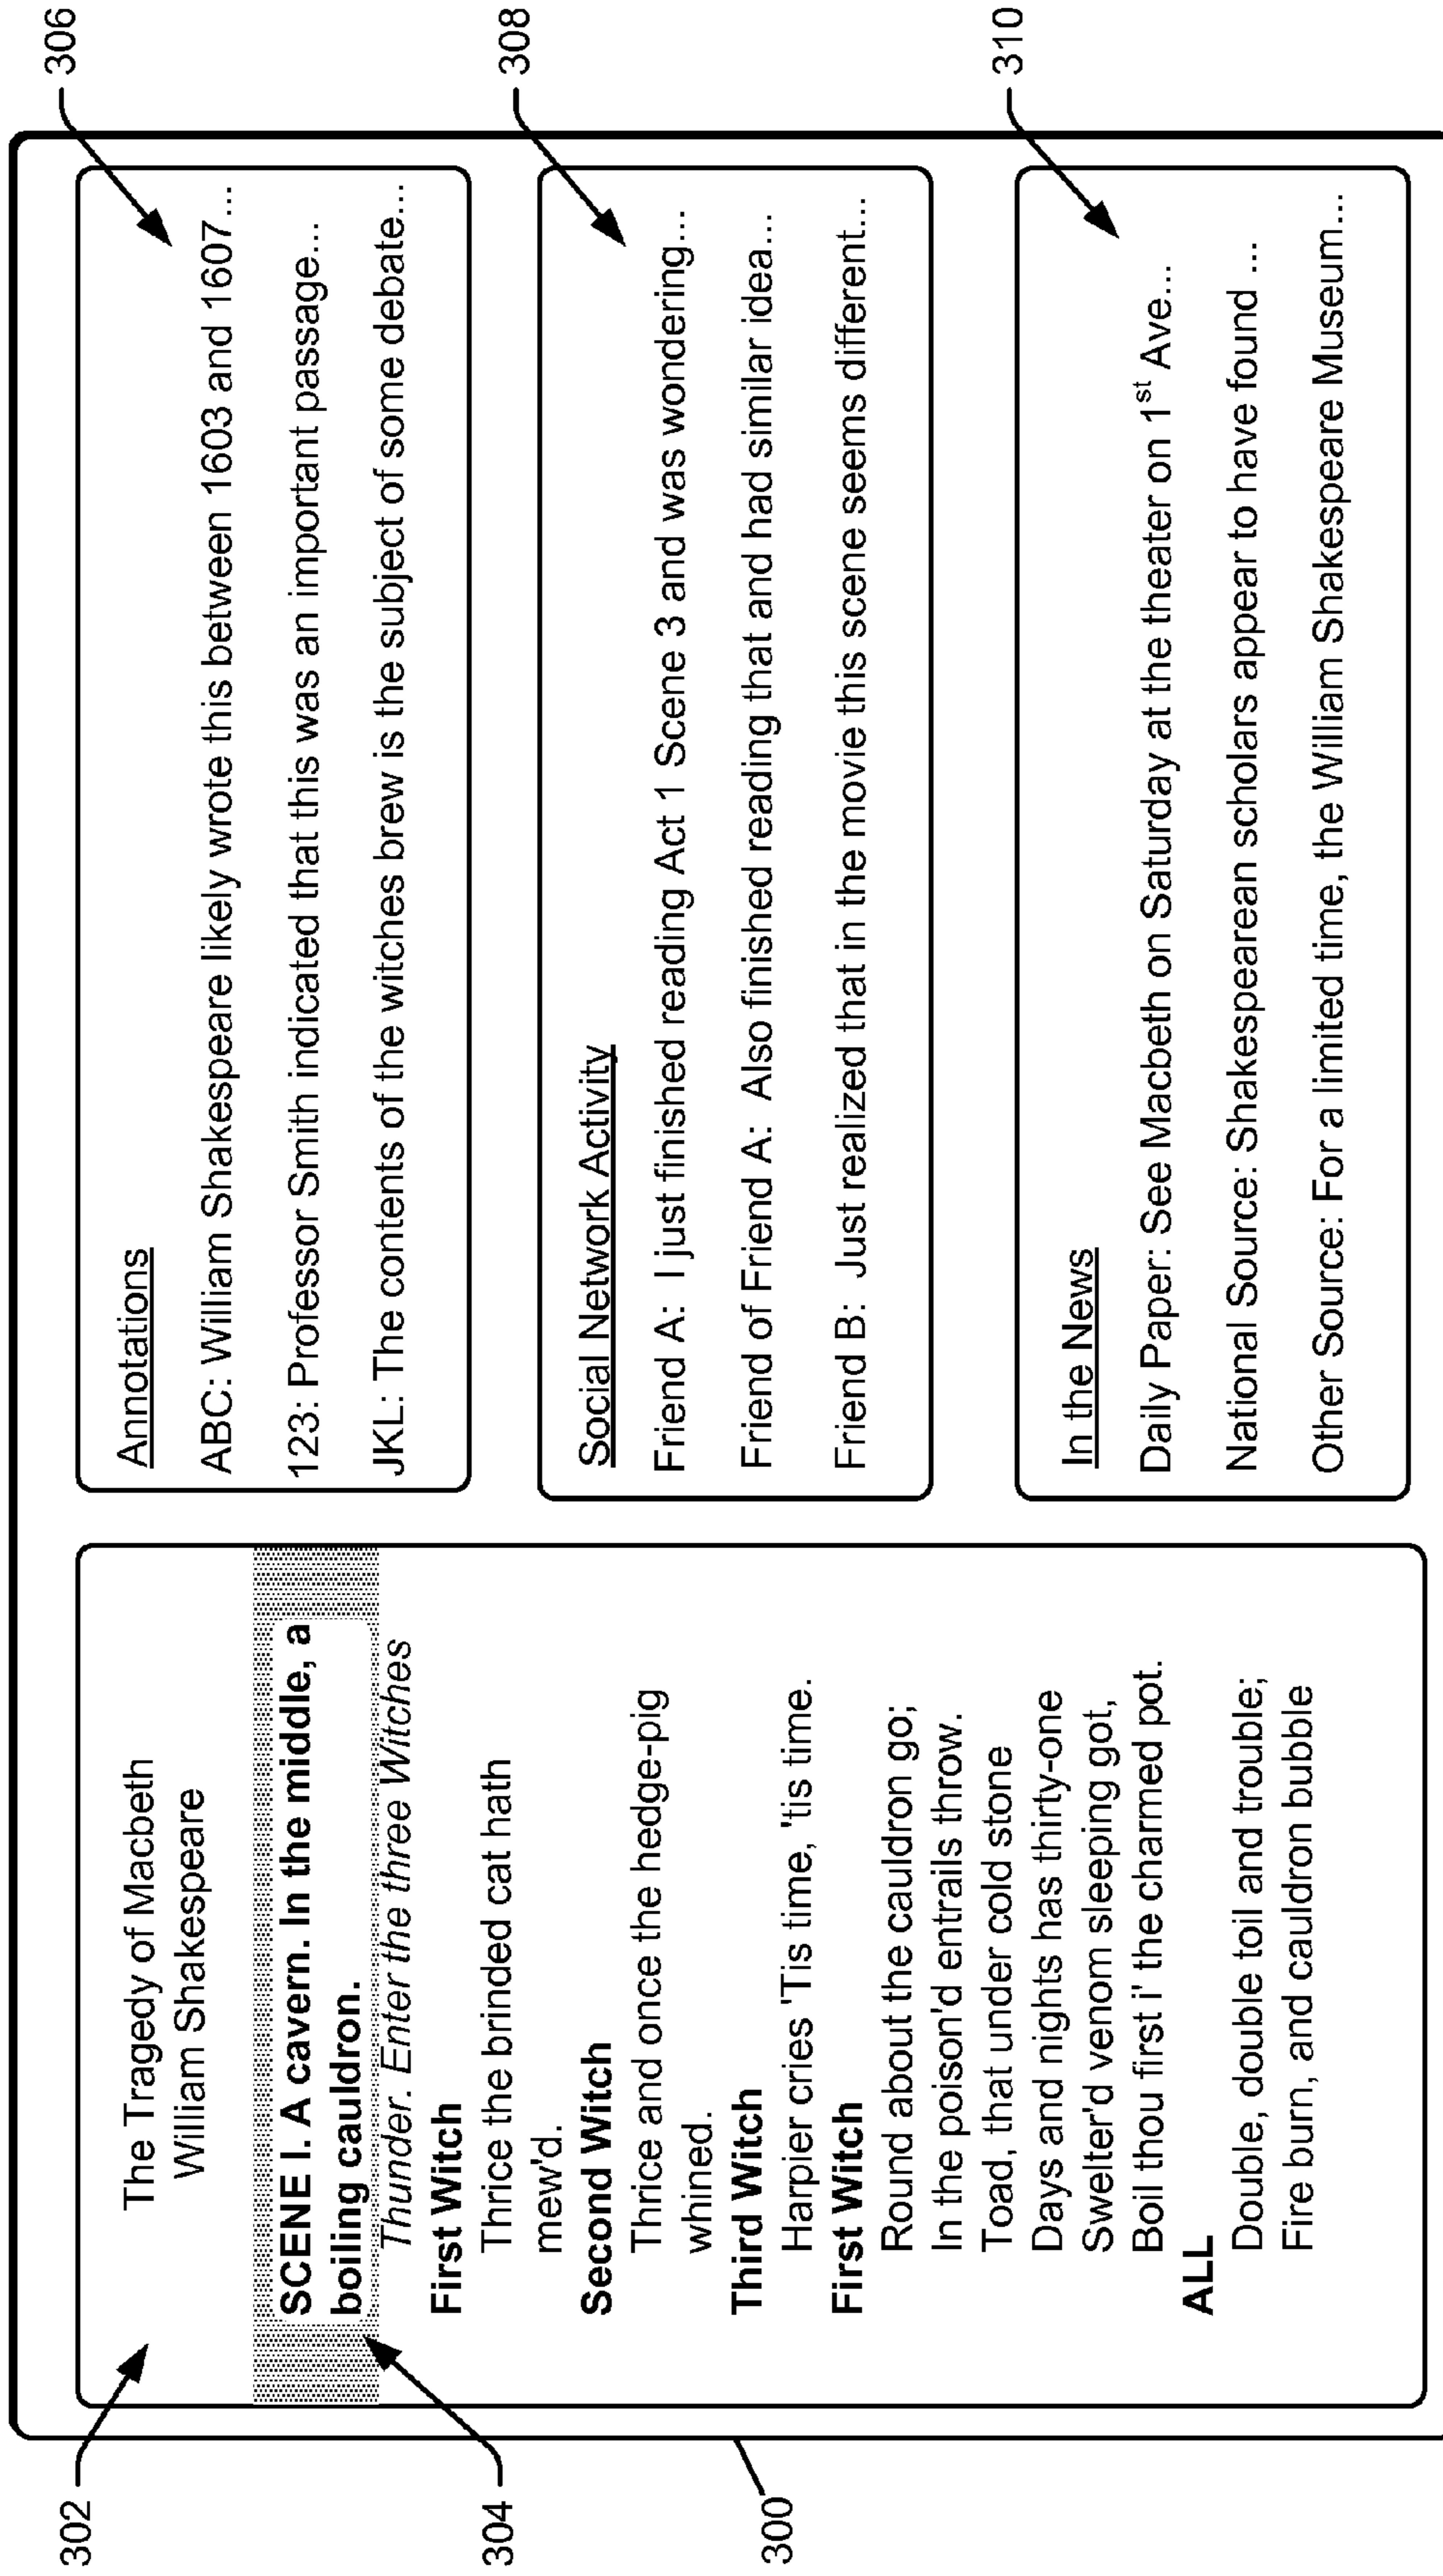 302
304
300
The Tragedy of Macbeth
William Shakespeare
SCENE I. A cavern. In the middle, a
boiling cauldron.
Thunder. Enter the three Witches
First Witch
Thrice the brinded cat hath
mew'd.
Second Witch
Thrice and once the hedge-pig
whined.
Third Witch
Harpier cries 'Tis time, 'tis time.
First Witch
Round about the cauldron go;
In the poison'd entrails throw.
Toad, that under cold stone
Days and nights has thirty-one
Swelter'd venom sleeping got,
Boil thou first i' the charmed pot.
ALL
Double, double toil and trouble;
Fire burn, and cauldron bubble
306
Annotations
ABC: William Shakespeare likely wrote this between 1603 and 1607...
123: Professor Smith indicated that this was an important passage...
JKL: The contents of the witches brew is the subject of some debate...
308
Social Network Activity
Friend A: I just finished reading Act 1 Scene 3 and was wondering...
Friend of Friend A: Also finished reading that and had similar idea...
Friend B: Just realized that in the movie this scene seems different...
310
In the News
Daily Paper: See Macbeth on Saturday at the theater on 1st Ave...
National Source: Shakespearean scholars appear to have found ...
Other Source: For a limited time, the William Shakespeare Museum...